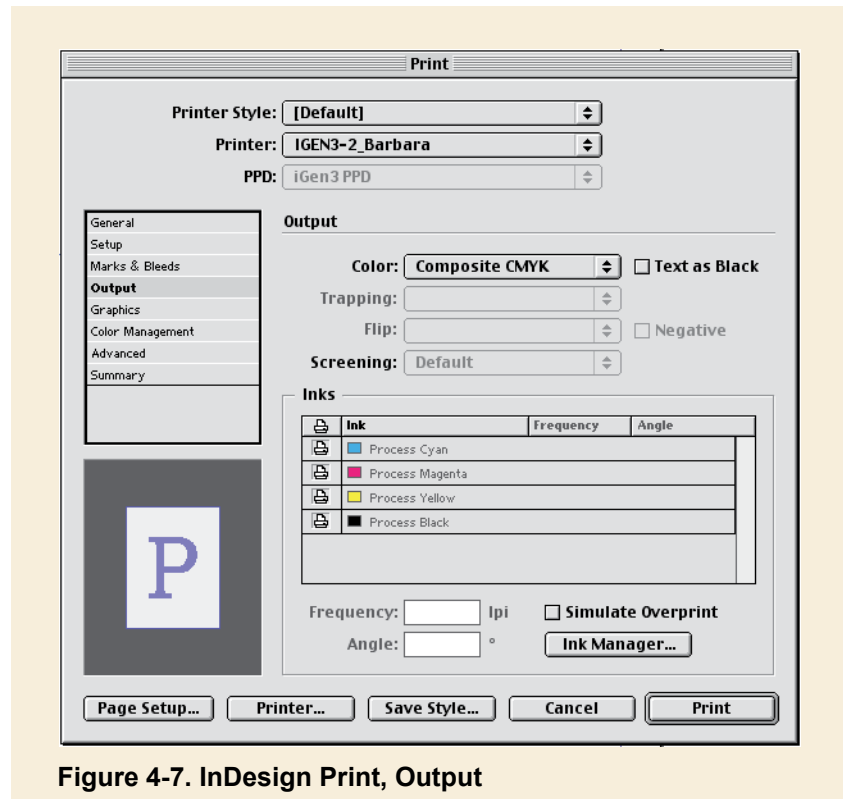 Print
Printer Style: [Default]
Printer: IGEN3-2_Barbara
PPD: iGen3 PPD
General
Setup
Marks & Bleeds
Output
Graphics
Color Management
Advanced
Summary
P
Output
Color: Composite CMYK Text as Black
Trapping:
Flip: Negative
Screening: Default
Inks
Ink Frequency Angle
Process Cyan
Process Magenta
Process Yellow
Process Black
Frequency: lpi Simulate Overprint
Angle: ° Ink Manager...
Page Setup... Printer... Save Style... Cancel Print
Figure 4-7. InDesign Print, Output